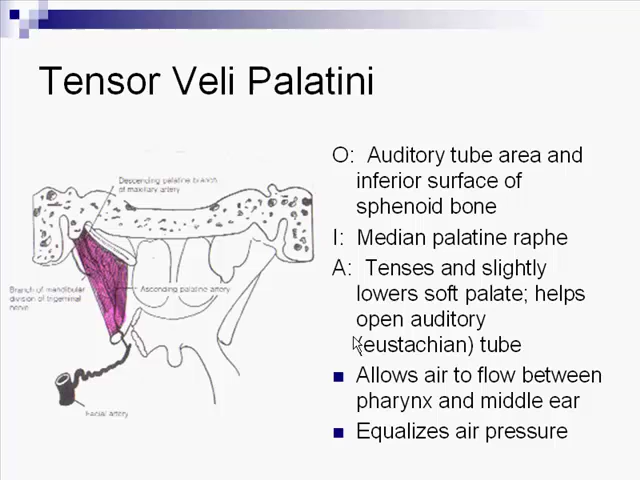 Tensor Veli Palatini
Descending palatine branch
of maxillary artery
Branch of mandibular
division of trigeminal
nerve
Ascending palatine artery
Facial artery
O: Auditory tube area and
inferior surface of
sphenoid bone
I: Median palatine raphe
A: Tenses and slightly
lowers soft palate; helps
open auditory
(eustachian) tube
Allows air to flow between
pharynx and middle ear
Equalizes air pressure